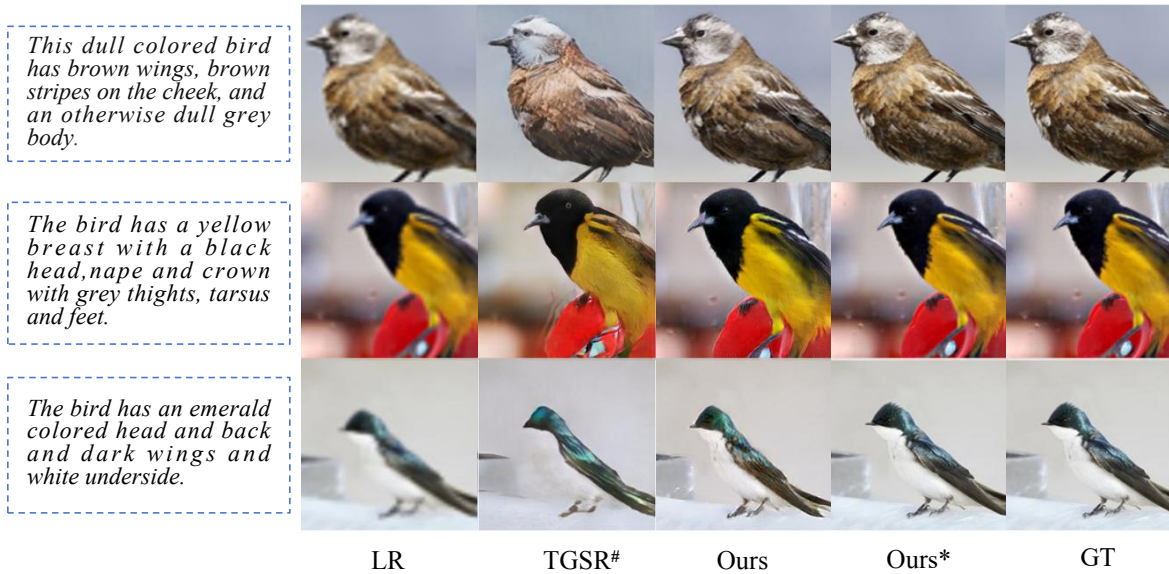 This dull colored bird
has brown wings, brown
stripes on the cheek, and
an otherwise dull grey
body.
The bird has a yellow
breast with a black
head,nape and crown
with grey thights, tarsus
and feet.
The bird has an emerald
colored head and back
and dark wings and
white underside.
LR TGSR# Ours Ours* GT